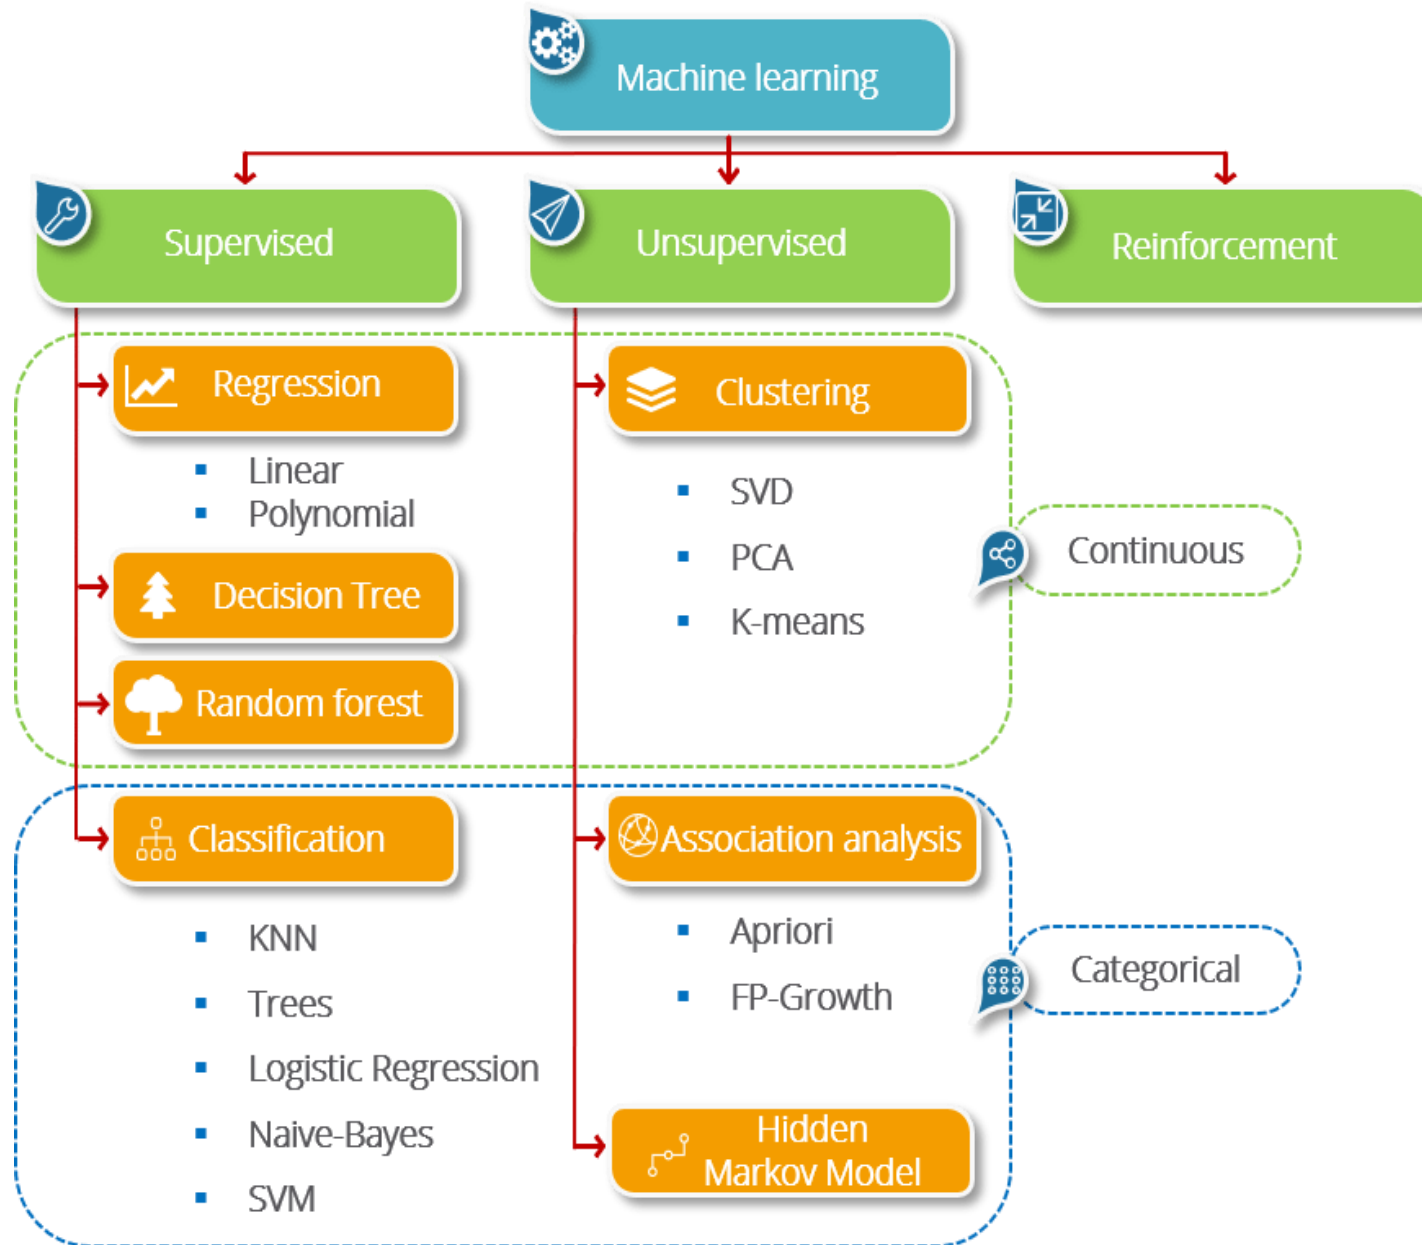 Machine learning
Supervised
Unsupervised
Reinforcement
Regression
Linear
Polynomial
Decision Tree
Random forest
Clustering
SVD
PCA
K-means
Continuous
Classification
KNN
Trees
Logistic Regression
Naive-Bayes
SVM
Association analysis
Apriori
FP-Growth
Hidden
Markov Model
Categorical